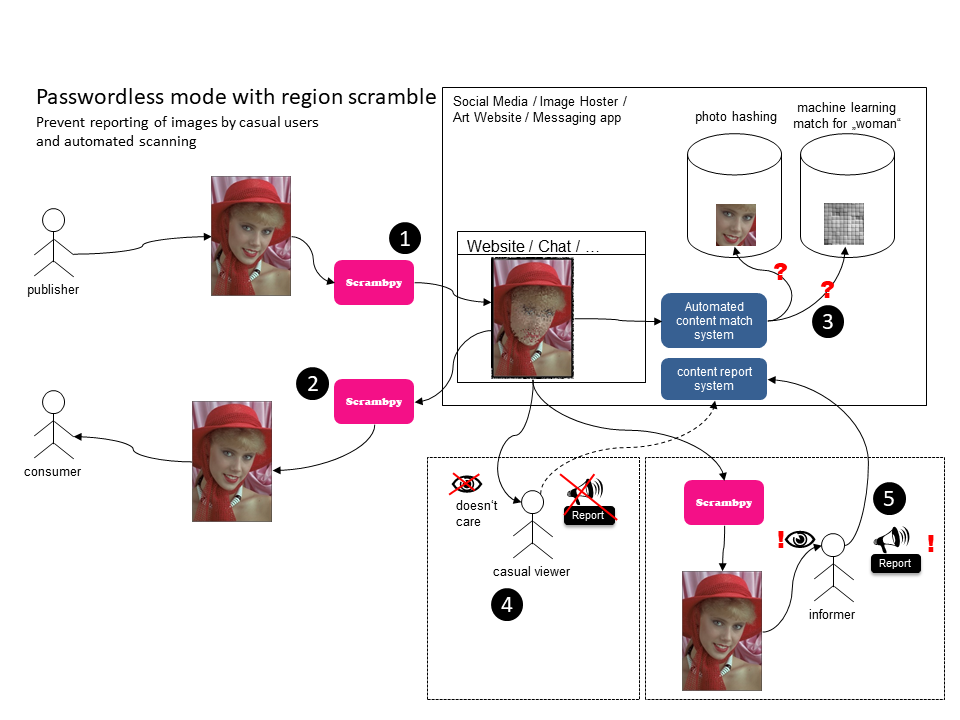 Passwordless mode with region scramble
Prevent reporting of images by casual users
and automated scanning
Social Media / Image Hoster /
Art Website / Messaging app
photo hashing
machine learning
match for „woman“
publisher
1
Scrambpy
Website / Chat / ...
?
?
3
Automated
content match
system
content report
system
2
Scrambpy
consumer
doesn‘t
care
Report
casual viewer
4
Scrambpy
5
!
Report
!
informer